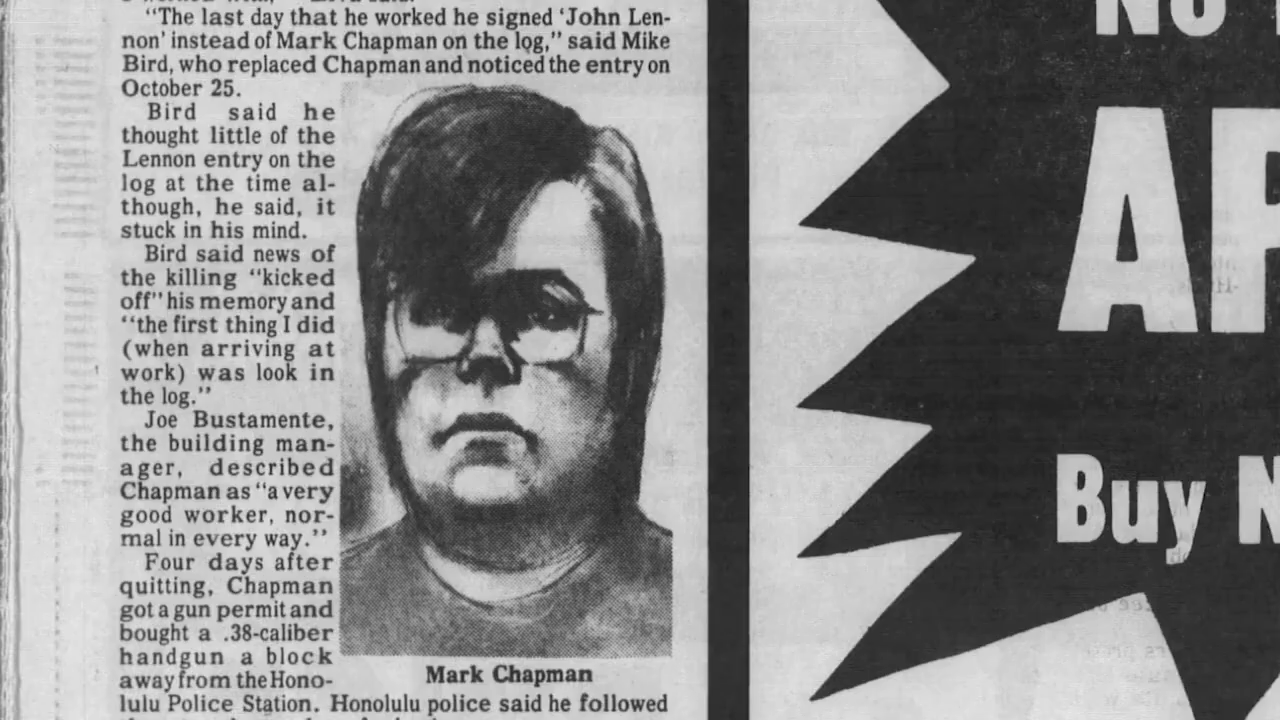 "The last day that he worked he signed 'John Len-
non' instead of Mark Chapman on the log," said Mike
Bird, who replaced Chapman and noticed the entry on
October 25.
Bird said he
thought little of the
Lennon entry on the
log at the time al-
though, he said, it
stuck in his mind.
Bird said news of
the killing "kicked
off" his memory and
"the first thing I did
(when arriving at
work) was look in
the log."
Joe Bustamente,
the building man-
ager, described
Chapman as "a very
good worker, nor-
mal in every way."
Four days after
quitting, Chapman
got a gun permit and
bought a .38-caliber
handgun a block
away from the Hono-
lulu Police Station. Honolulu police said he followed
Mark Chapman
No
AP
Buy N